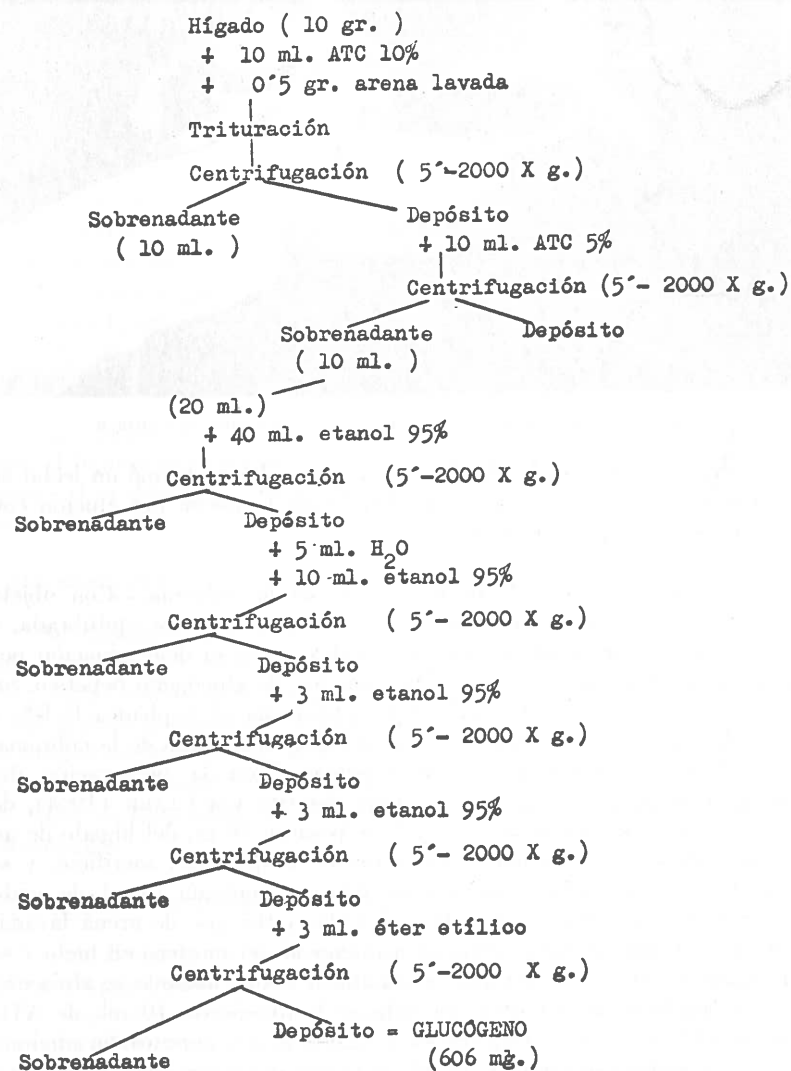 Hígado ( 10 gr. )
+ 10 ml. ATC 10%
+ 0´5 gr. arena lavada
Trituración
Centrifugación ( 5´-2000 X g.)
Sobrenadante
( 10 ml. )
Depósito
+ 10 ml. ATC 5%
Centrifugación (5´- 2000 X g.)
Sobrenadante
( 10 ml. )
Depósito
(20 ml.)
+ 40 ml. etanol 95%
Centrifugación (5´-2000 X g.)
Sobrenadante
Depósito
+ 5 ml. H₂O
+ 10 ml. etanol 95%
Centrifugación ( 5´- 2000 X g.)
Sobrenadante
Depósito
+ 3 ml. etanol 95%
Centrifugación ( 5´- 2000 X g.)
Sobrenadante
Depósito
+ 3 ml. etanol 95%
Centrifugación ( 5´- 2000 X g.)
Sobrenadante
Depósito
+ 3 ml. éter etílico
Centrifugación ( 5´-2000 X g.)
Sobrenadante
Depósito = GLUCÓGENO
(606 mg.)